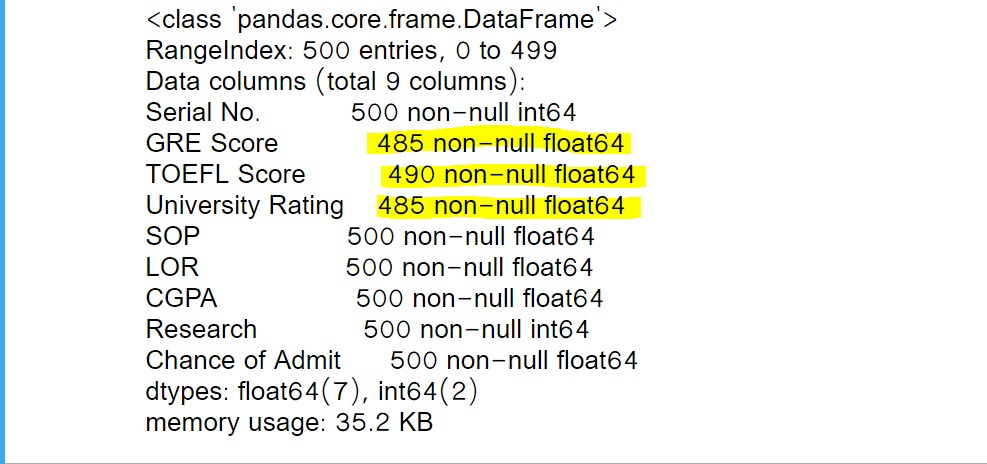 <class 'pandas.core.frame.DataFrame'>
RangeIndex: 500 entries, 0 to 499
Data columns (total 9 columns):
Serial No. 500 non-null int64
GRE Score 485 non-null float64
TOEFL Score 490 non-null float64
University Rating 485 non-null float64
SOP 500 non-null float64
LOR 500 non-null float64
CGPA 500 non-null float64
Research 500 non-null int64
Chance of Admit 500 non-null float64
dtypes: float64(7), int64(2)
memory usage: 35.2 KB